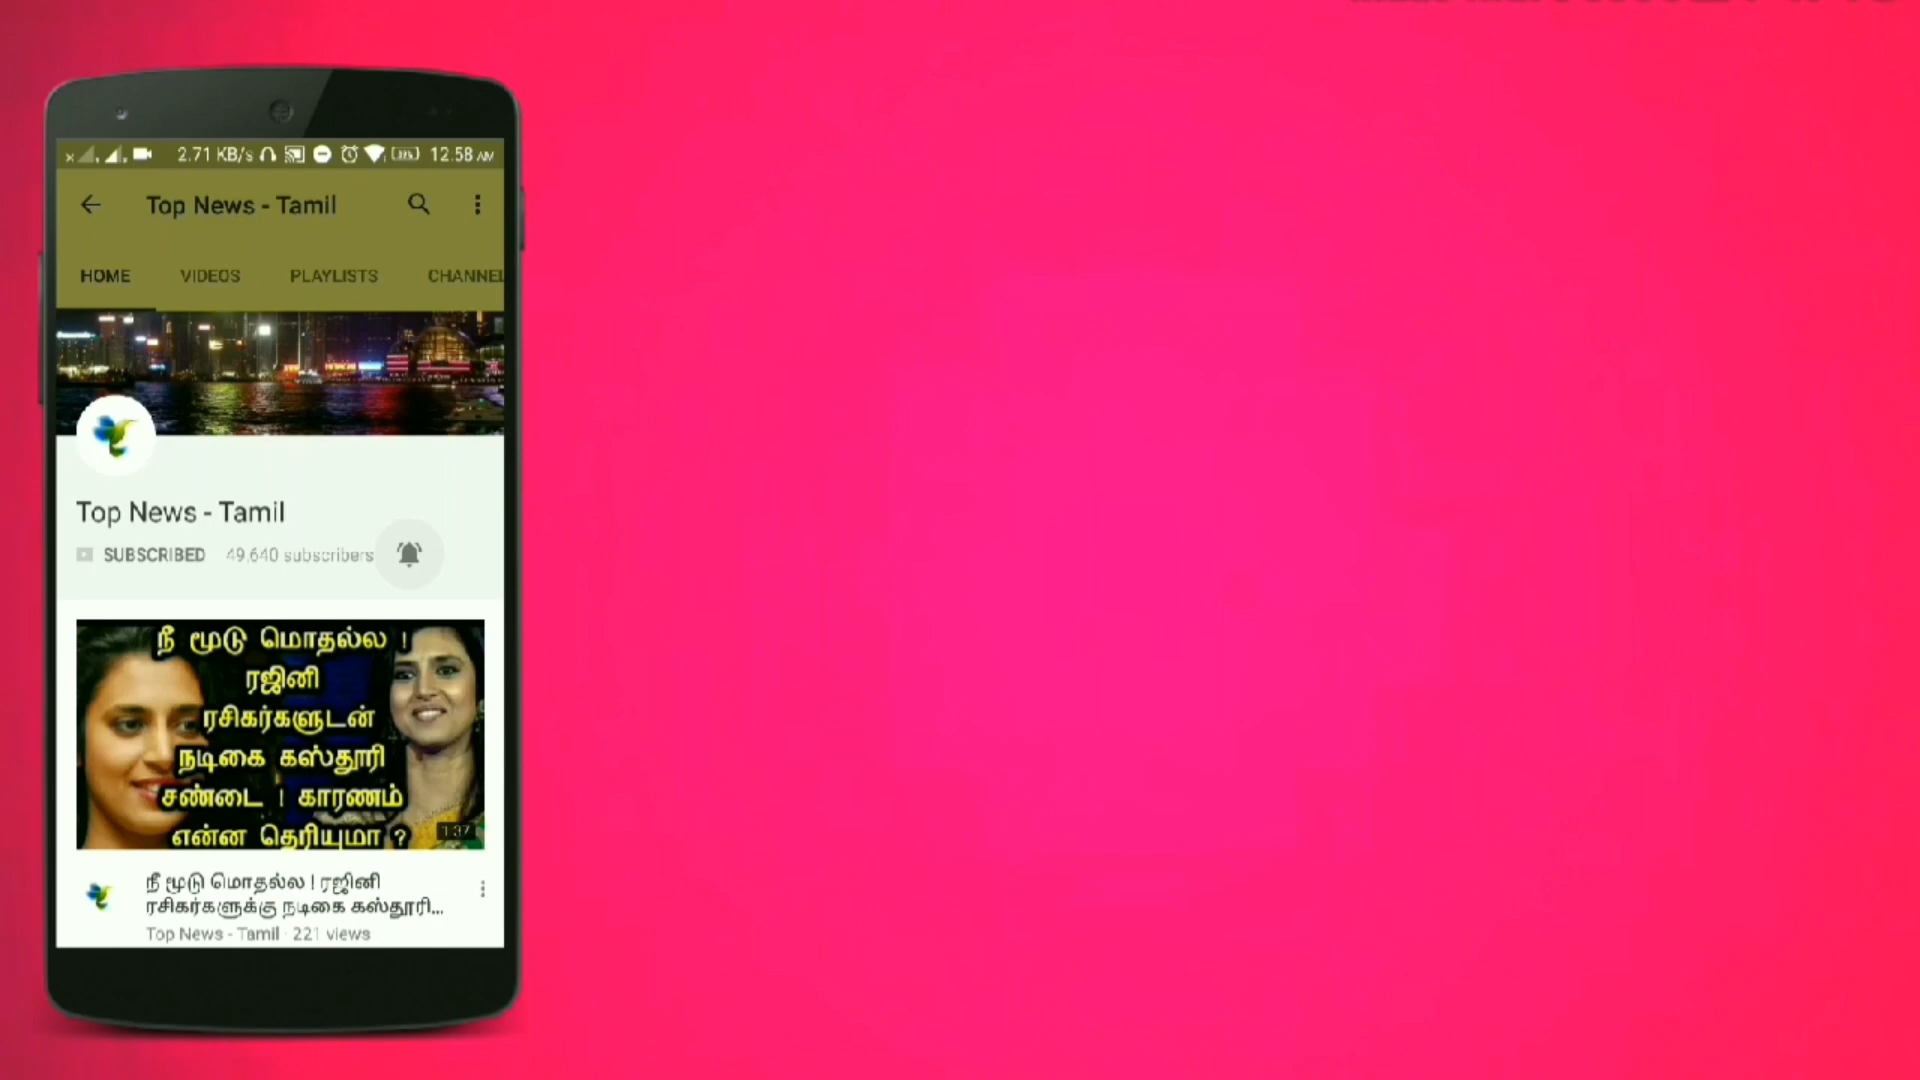 2.71 KB/s 12.58 AM
Top News - Tamil
HOME VIDEOS PLAYLISTS CHANNEL
Top News - Tamil
SUBSCRIBED 49,640 subscribers
நீ மூடு மொதல்ல !
ரஜினி
ரசிகர்களுடன்
நடிகை கஸ்தூரி
சண்டை | காரணம்
என்ன தெரியுமா ?
1:37
நீ மூடு மொதல்ல ! ரஜினி
ரசிகர்களுக்கு நடிகை கஸ்தூரி...
Top News - Tamil · 221 views